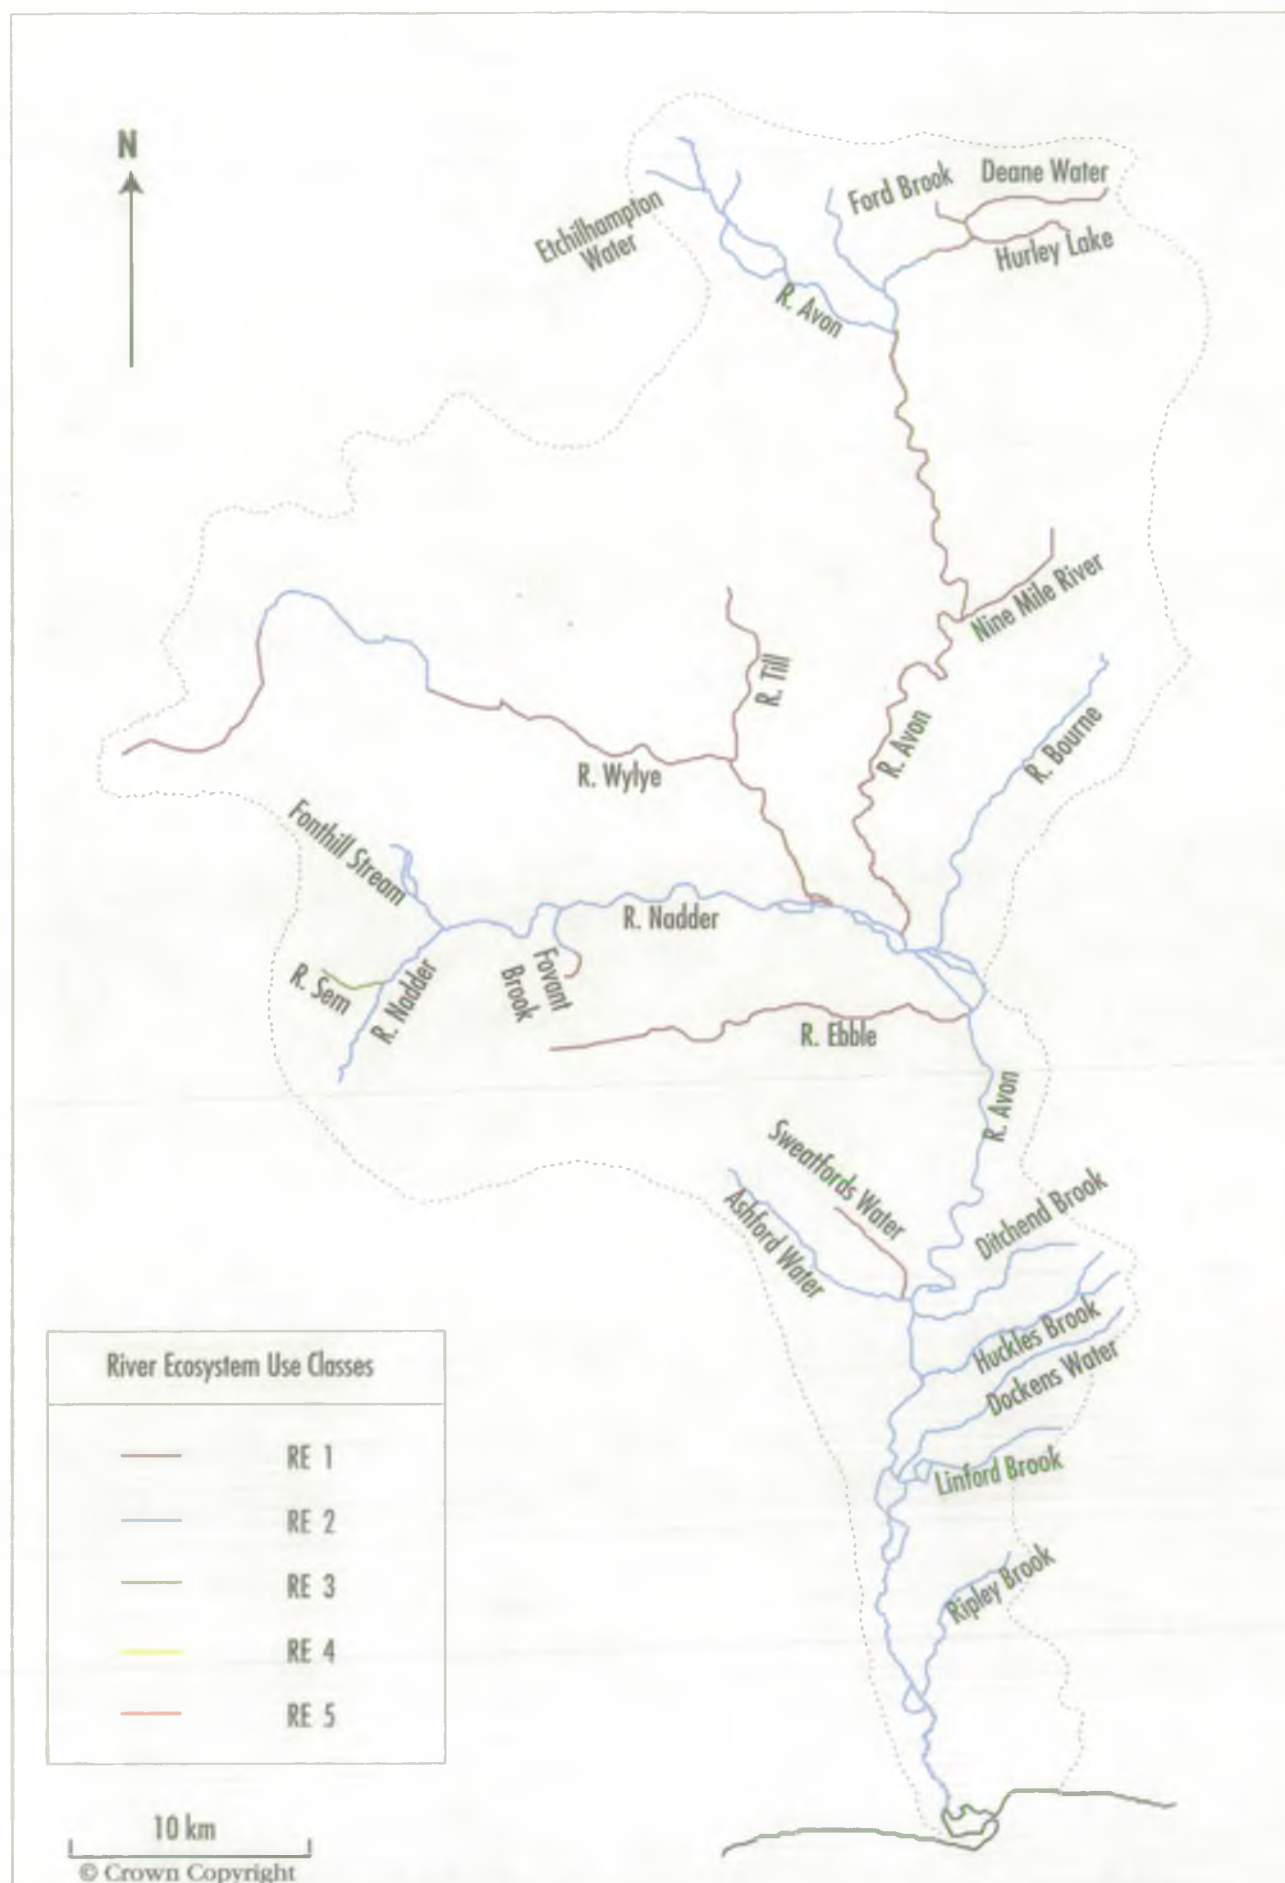 N
Etchilhampton
Water
Ford Brook
Deane Water
Hurley Lake
R. Avon
Nine Mile River
R. Till
R. Avon
R. Bourne
R. Wylye
Fonthill Stream
R. Nadder
R. Sem
R. Nadder
Fovant
Brook
R. Ebble
R. Avon
Sweatfords Water
Ashford Water
Ditchend Brook
Huckles Brook
Dockens Water
Linford Brook
Ripley Brook
River Ecosystem Use Classes
RE 1
RE 2
RE 3
RE 4
RE 5
10 km
© Crown Copyright